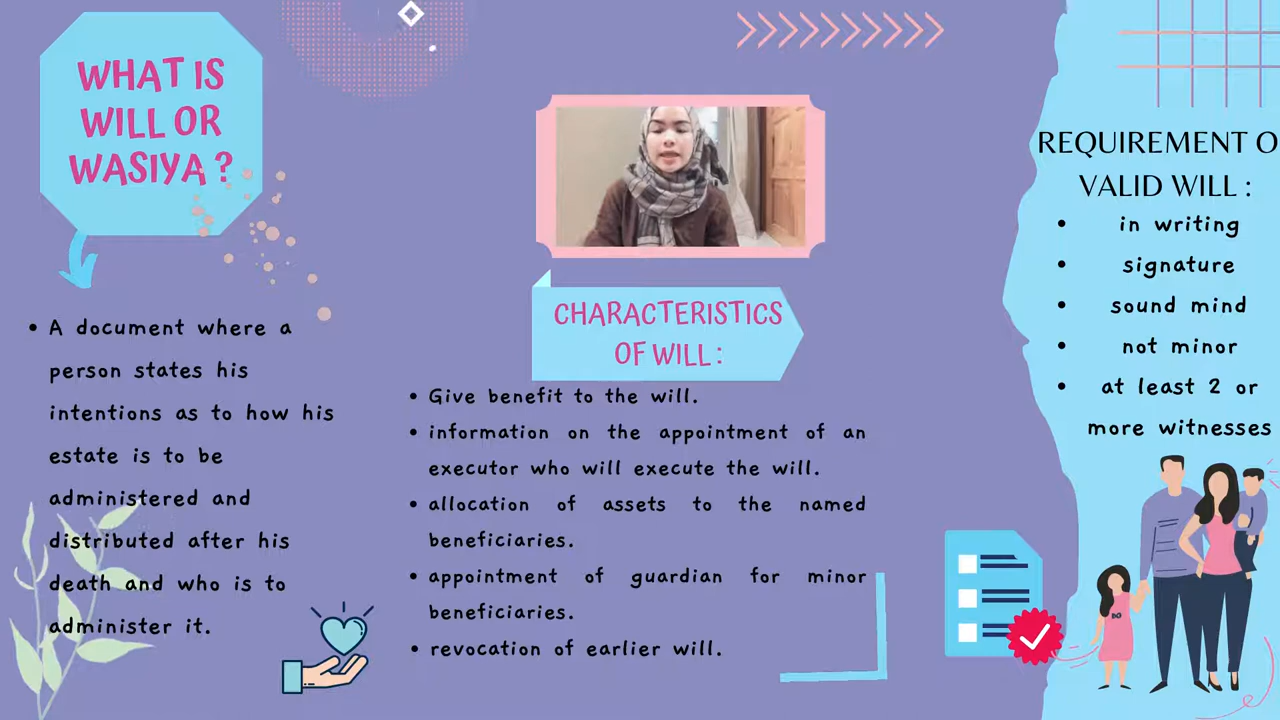 WHAT IS
WILL OR
WASIYA ?
• A document where a
person states his
intentions as to how his
estate is to be
administered and
distributed after his
death and who is to
administer it.
CHARACTERISTICS
OF WILL :
• Give benefit to the will.
• information on the appointment of an
executor who will execute the will.
• allocation of assets to the named
beneficiaries.
• appointment of guardian for minor
beneficiaries.
• revocation of earlier will.
REQUIREMENT O
VALID WILL :
• in writing
• signature
• sound mind
• not minor
• at least 2 or
more witnesses